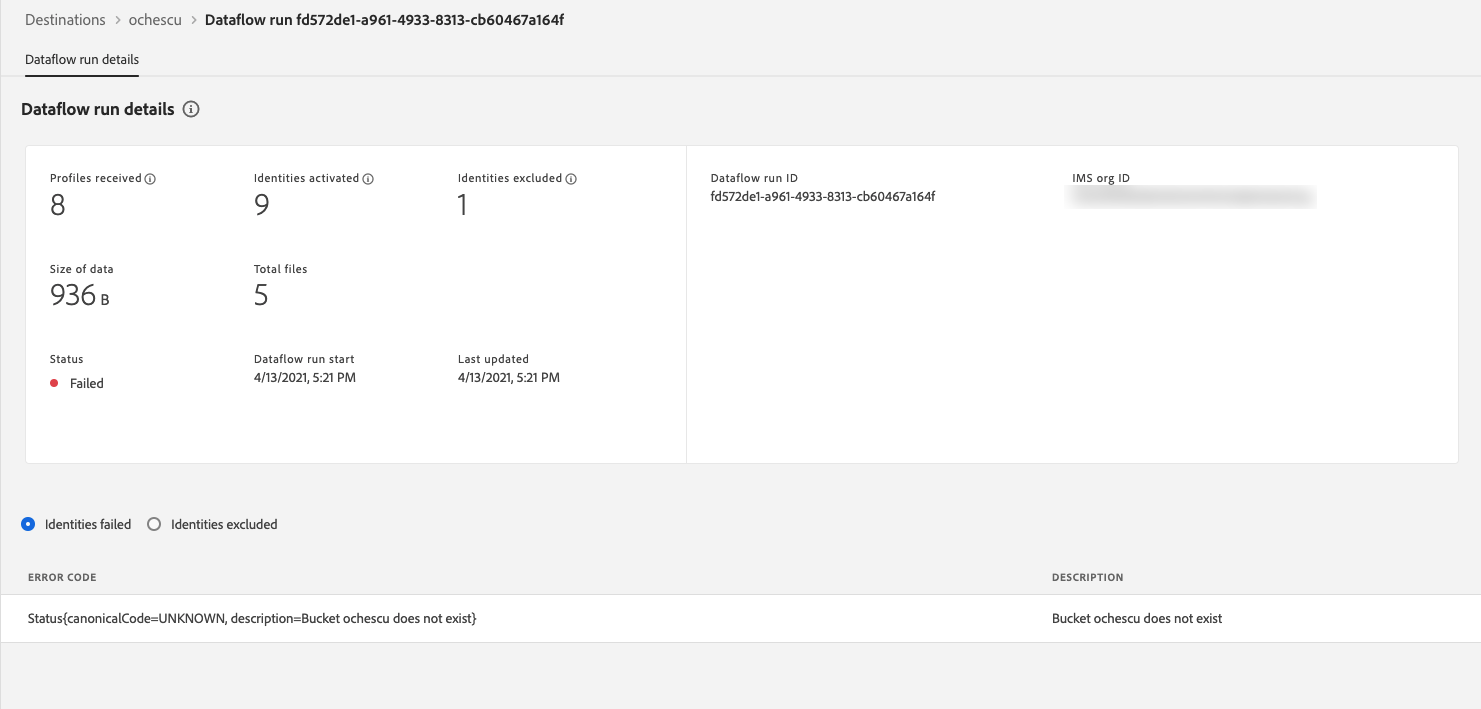 Destinations > ochescu > Dataflow run fd572de1-a961-4933-8313-cb60467a164f
Dataflow run details
Dataflow run details
Profiles received Identities activated Identities excluded
8 9 1
Dataflow run ID IMS org ID
fd572de1-a961-4933-8313-cb60467a164f
Size of data Total files
936 B 5
Status Dataflow run start Last updated
Failed 4/13/2021, 5:21 PM 4/13/2021, 5:21 PM
Identities failed Identities excluded
ERROR CODE DESCRIPTION
Status{canonicalCode=UNKNOWN, description=Bucket ochescu does not exist} Bucket ochescu does not exist